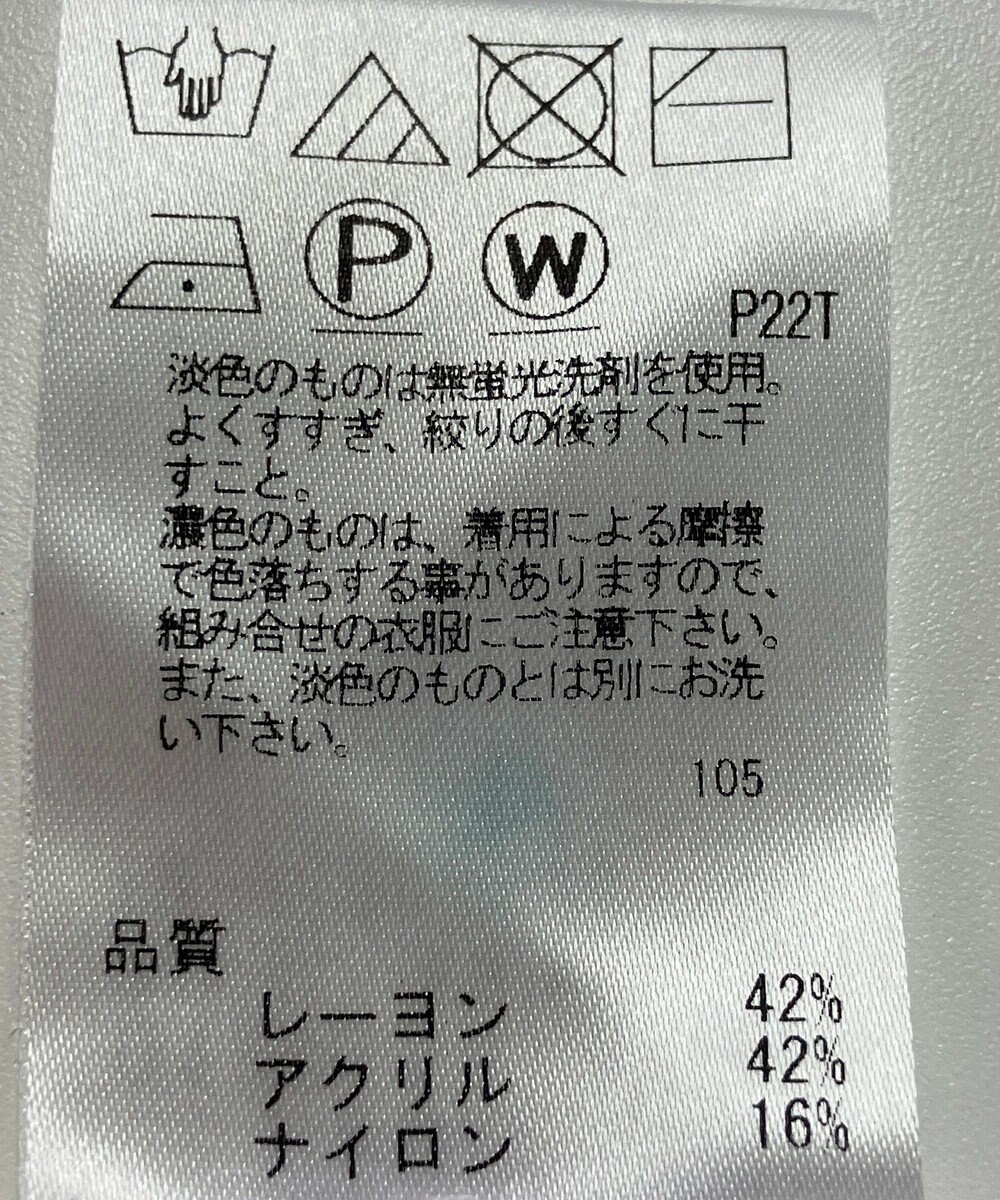 P
W
P22T
淡色のものは無蛍光洗剤を使用。
よくすすぎ、絞りの後すぐに干
すこと。
濃色のものは、着用による摩擦
で色落ちする事がありますので、
組み合せの衣服にご注意下さい。
また、淡色のものとは別にお洗
い下さい。
105
品質
レーヨン 42%
アクリル 42%
ナイロン 16%